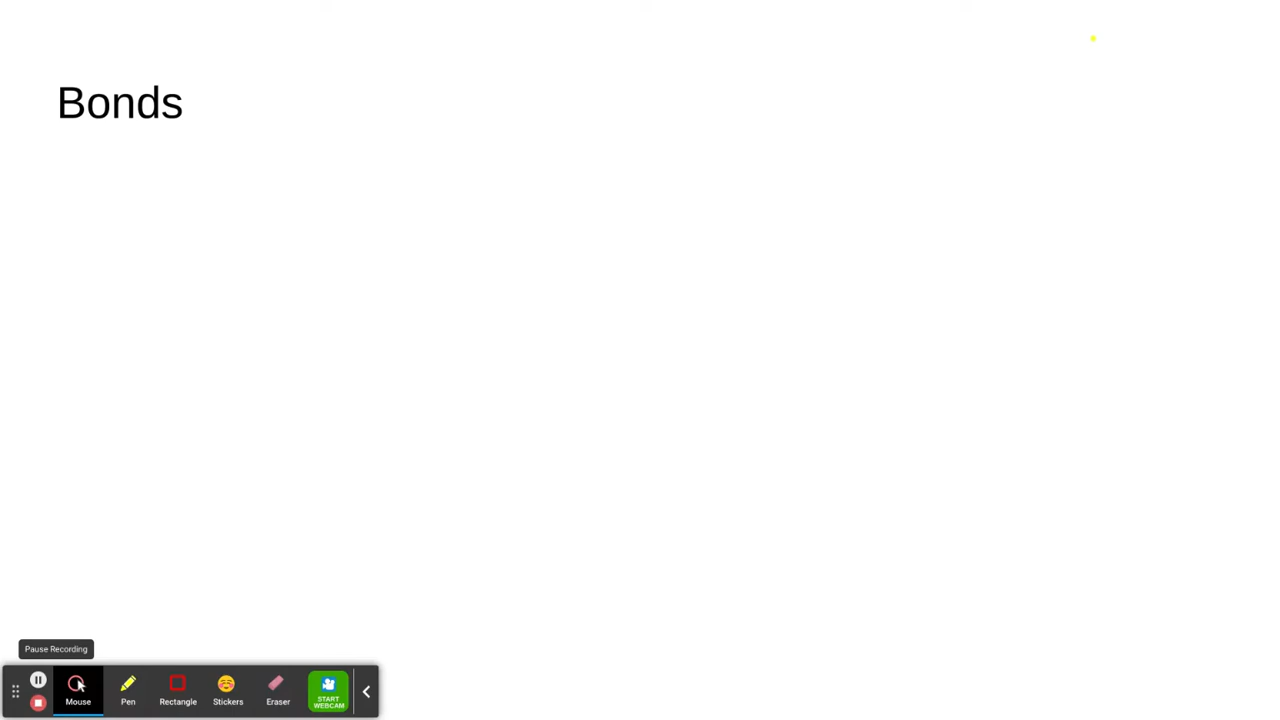 Bonds
Pause Recording
Mouse
Pen
Rectangle
Stickers
Eraser
START
WEBCAM